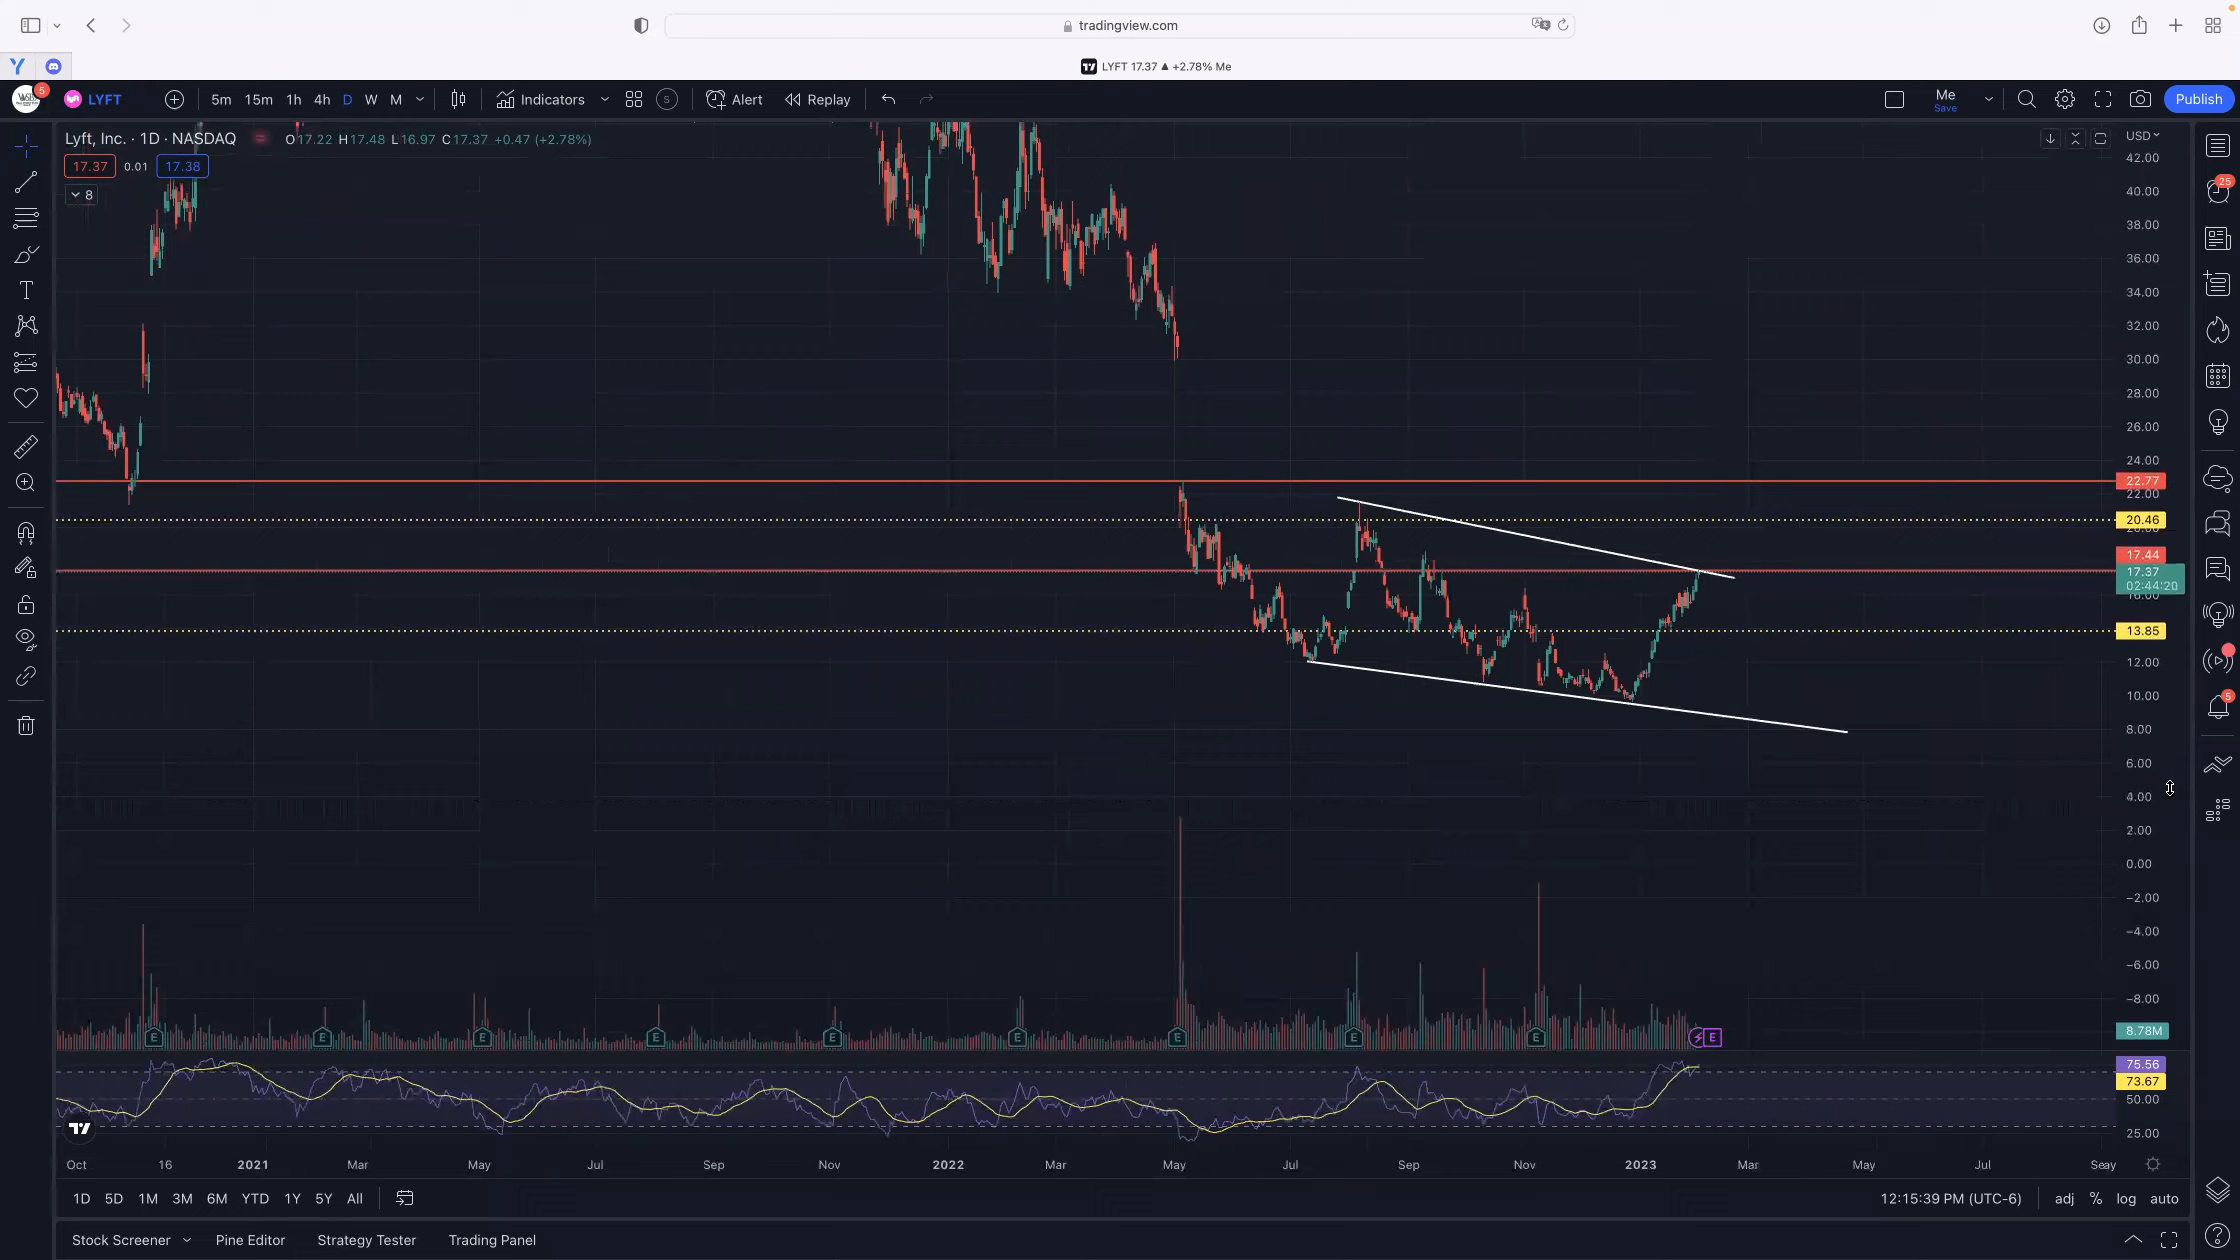 tradingview.com
LYFT 17.37 ▲ +2.78% Me
5
LYFT
5m 15m 1h 4h D W M
Indicators
S
Alert
Replay
Me
Save
Publish
Lyft, Inc. · 1D · NASDAQ
O17.22 H17.48 L16.97 C17.37 +0.47 (+2.78%)
17.37 0.01 17.38
8
USD
42.00
40.00
38.00
36.00
34.00
32.00
30.00
28.00
26.00
24.00
22.77
22.00
20.46
17.44
17.37
02:44:20
16.00
13.85
12.00
10.00
8.00
6.00
4.00
2.00
0.00
−2.00
−4.00
−6.00
−8.00
8.78M
75.56
73.67
50.00
25.00
25
5
E E E E E E E E E E
Oct 16 2021 Mar May Jul Sep Nov 2022 Mar May Jul Sep Nov 2023 Mar May Jul
1D 5D 1M 3M 6M YTD 1Y 5Y All
12:15:39 PM (UTC-6)
adj % log auto
Stock Screener
Pine Editor
Strategy Tester
Trading Panel